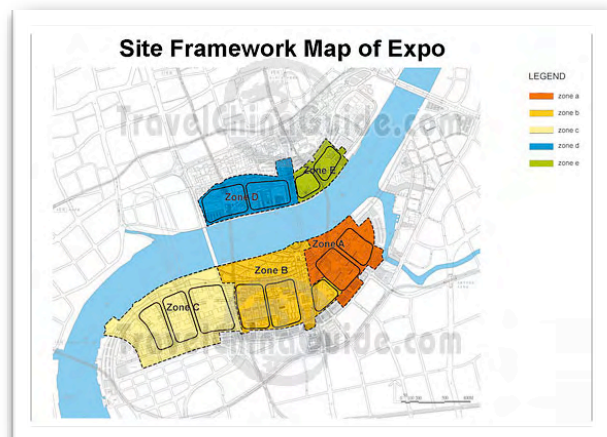 Site Framework Map of Expo
LEGEND
zone a
zone b
zone c
zone d
zone e
TravelChinaGuide.com
Zone E
Zone D
Zone A
Zone B
Zone C
TravelChinaGuide.com